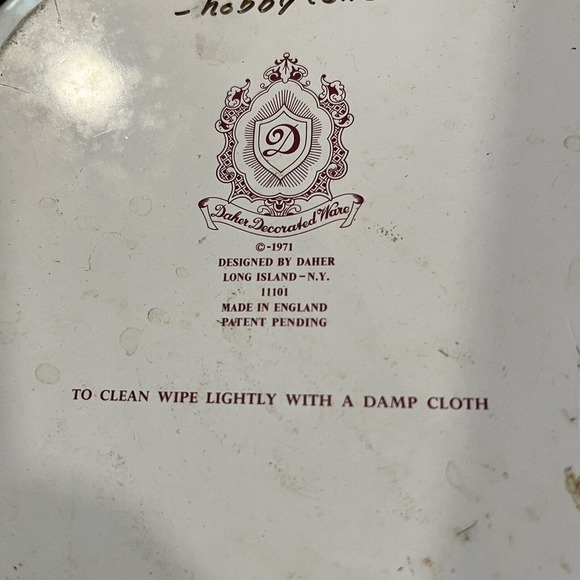 - hobby
D
Daher Decorated Ware
©-1971
DESIGNED BY DAHER
LONG ISLAND-N.Y.
11101
MADE IN ENGLAND
PATENT PENDING
TO CLEAN WIPE LIGHTLY WITH A DAMP CLOTH